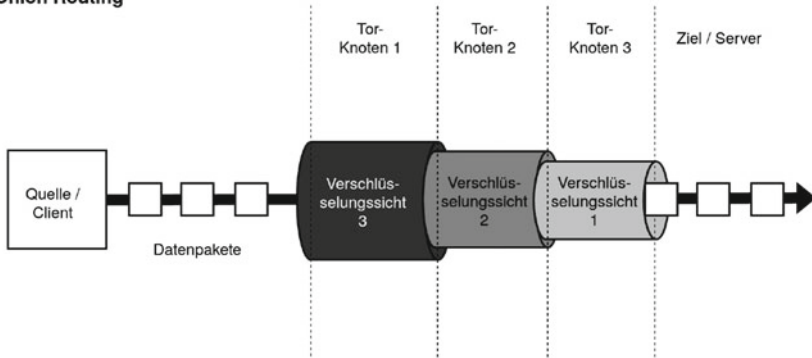 Onion Routing
Tor-
Knoten 1
Tor-
Knoten 2
Tor-
Knoten 3
Ziel / Server
Quelle /
Client
Datenpakete
Verschlüs-
selungssicht
3
Verschlüs-
selungssicht
2
Verschlüs-
selungssicht
1